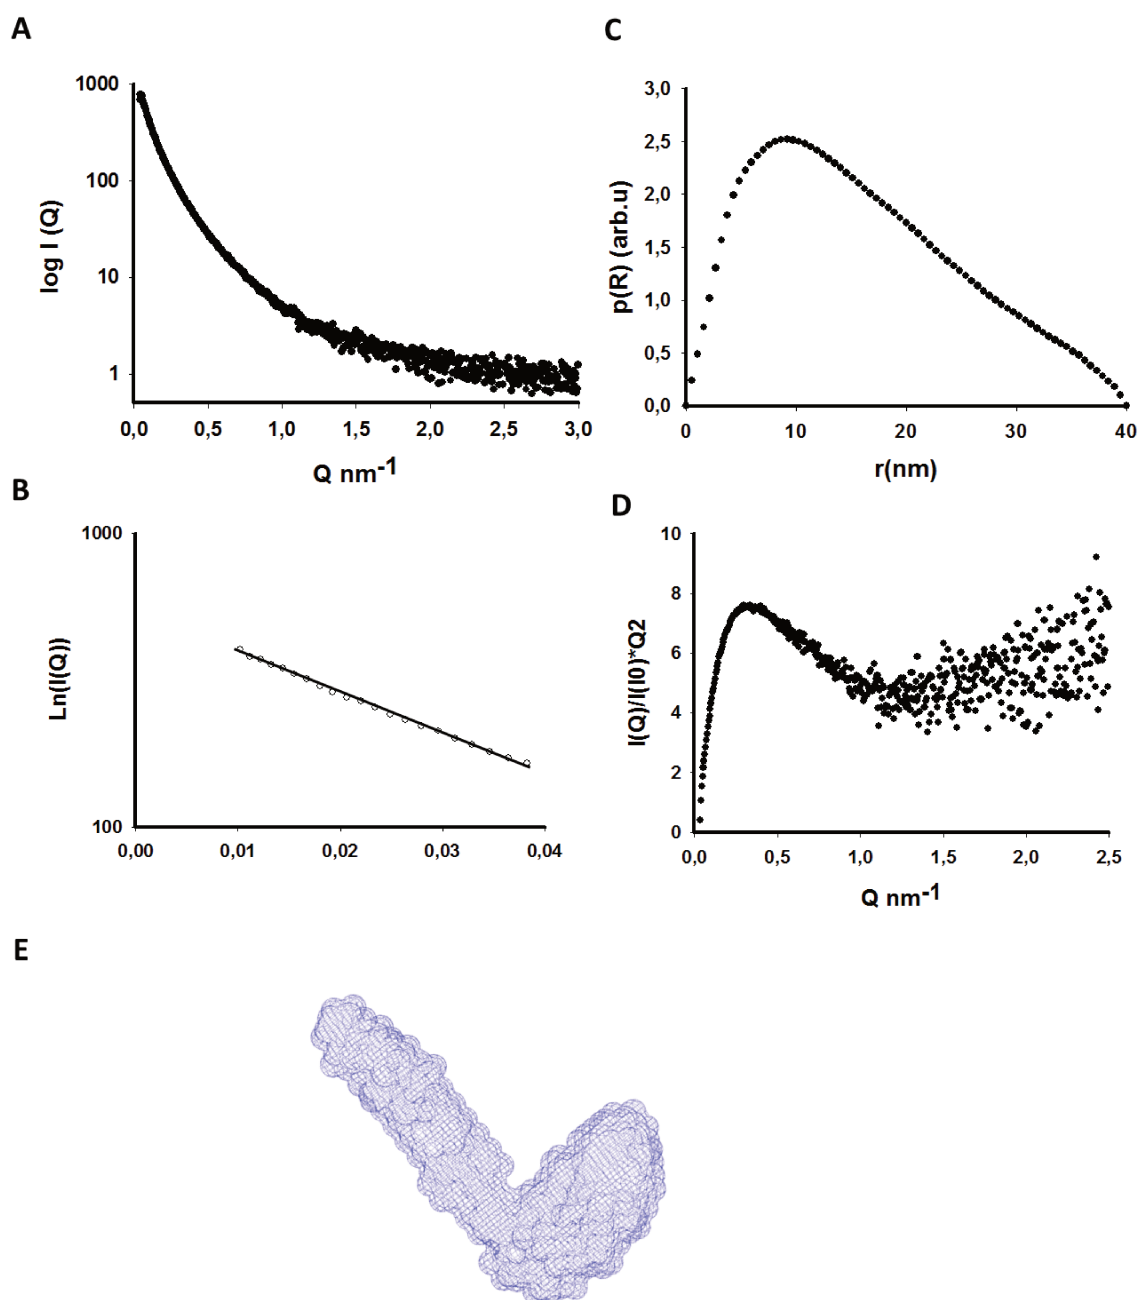 A
1000
100
10
1
log I (Q)
0,0 0,5 1,0 1,5 2,0 2,5 3,0
Q nm-1
C
3,0
2,5
2,0
1,5
1,0
0,5
0,0
p(R) (arb.u)
0 10 20 30 40
r(nm)
B
1000
100
Ln(I(Q))
0,00 0,01 0,02 0,03 0,04
D
10
8
6
4
2
0
I(Q)/I(I0)*Q2
0,0 0,5 1,0 1,5 2,0 2,5
Q nm-1
E